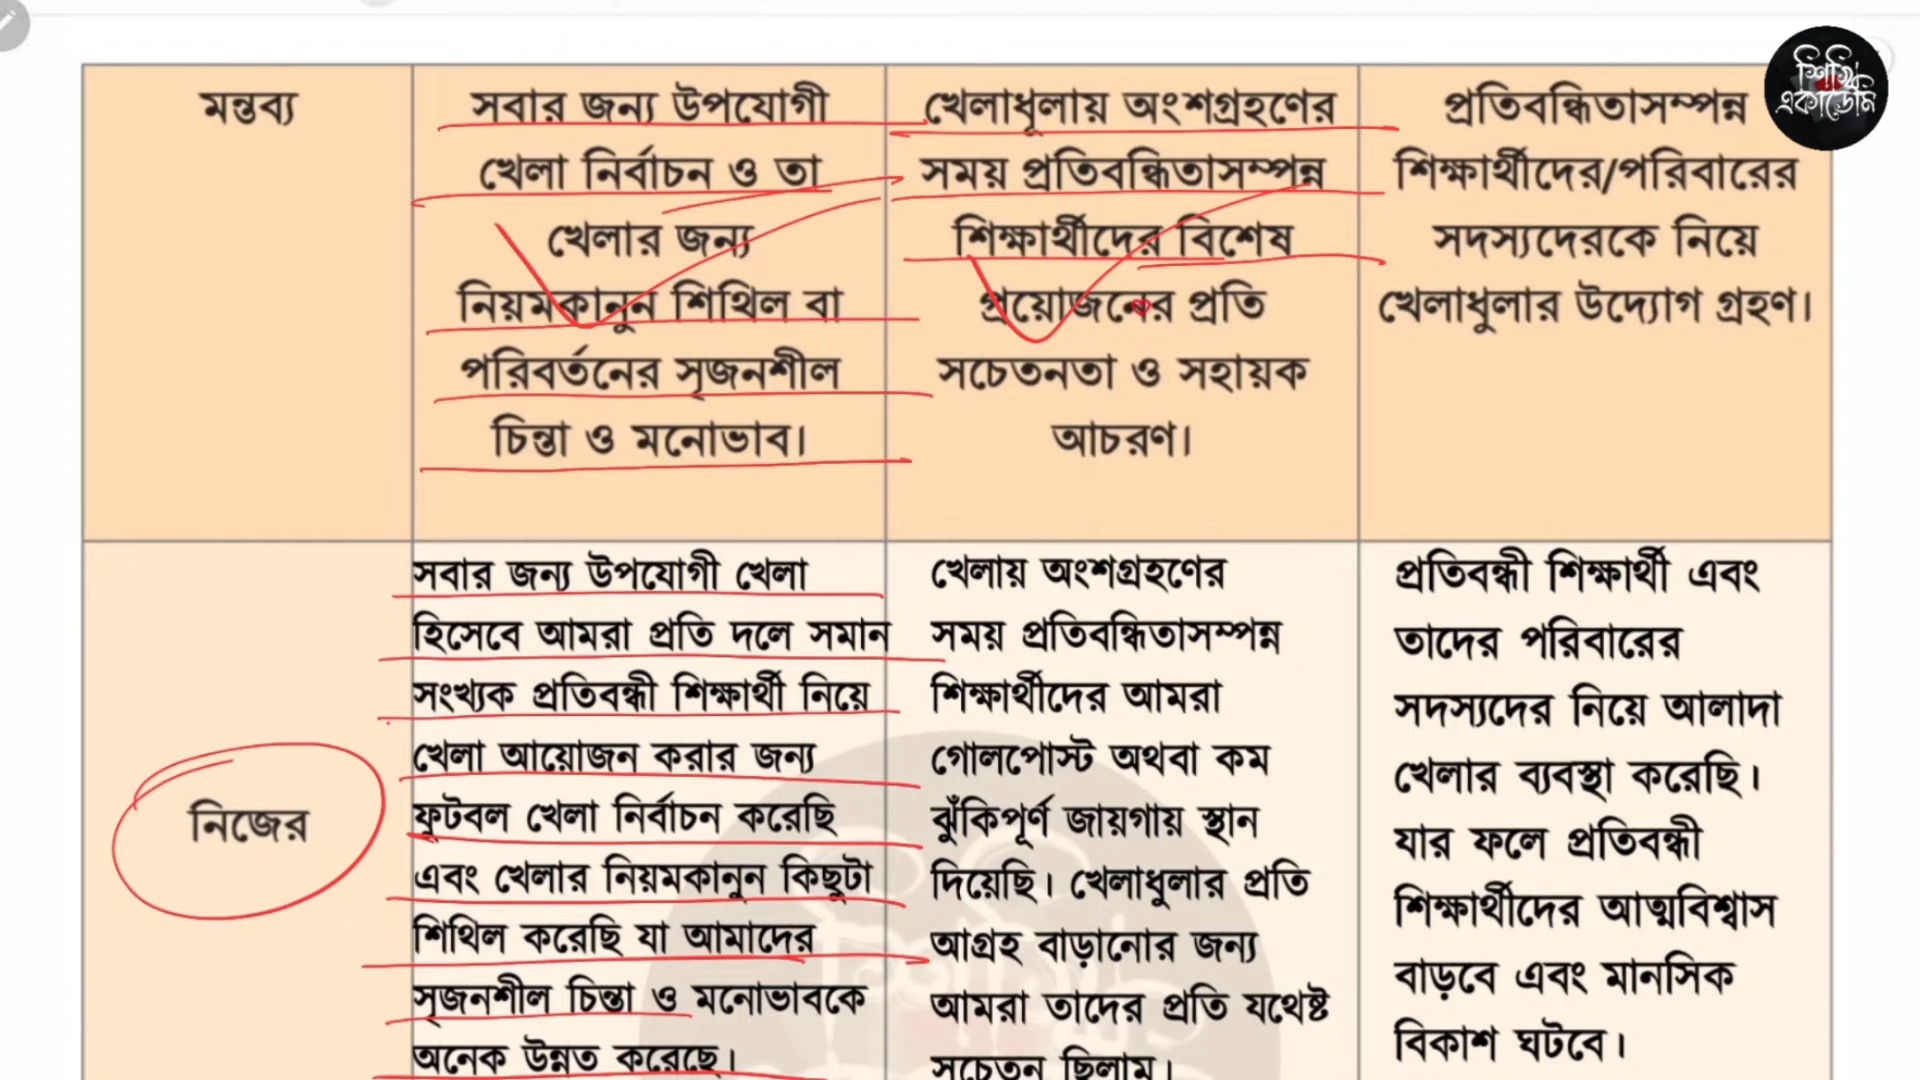 মন্তব্য
সবার জন্য উপযোগী
খেলা নির্বাচন ও তা
খেলার জন্য
নিয়মকানুন শিথিল বা
পরিবর্তনের সৃজনশীল
চিন্তা ও মনোভাব।
খেলাধূলায় অংশগ্রহণের
সময় প্রতিবন্ধিতাসম্পন্ন
শিক্ষার্থীদের বিশেষ
প্রয়োজনের প্রতি
সচেতনতা ও সহায়ক
আচরণ।
প্রতিবন্ধিতাসম্পন্ন
শিক্ষার্থীদের/পরিবারের
সদস্যদেরকে নিয়ে
খেলাধুলার উদ্যোগ গ্রহণ।
শিখি
একাডেমি
নিজের
সবার জন্য উপযোগী খেলা
হিসেবে আমরা প্রতি দলে সমান
সংখ্যক প্রতিবন্ধী শিক্ষার্থী নিয়ে
খেলা আয়োজন করার জন্য
ফুটবল খেলা নির্বাচন করেছি
এবং খেলার নিয়মকানুন কিছুটা
শিথিল করেছি যা আমাদের
সৃজনশীল চিন্তা ও মনোভাবকে
অনেক উন্নত করেছে।
খেলায় অংশগ্রহণের
সময় প্রতিবন্ধিতাসম্পন্ন
শিক্ষার্থীদের আমরা
গোলপোস্ট অথবা কম
ঝুঁকিপূর্ণ জায়গায় স্থান
দিয়েছি। খেলাধুলার প্রতি
আগ্রহ বাড়ানোর জন্য
আমরা তাদের প্রতি যথেষ্ট
সচেতন ছিলাম।
প্রতিবন্ধী শিক্ষার্থী এবং
তাদের পরিবারের
সদস্যদের নিয়ে আলাদা
খেলার ব্যবস্থা করেছি।
যার ফলে প্রতিবন্ধী
শিক্ষার্থীদের আত্মবিশ্বাস
বাড়বে এবং মানসিক
বিকাশ ঘটবে।